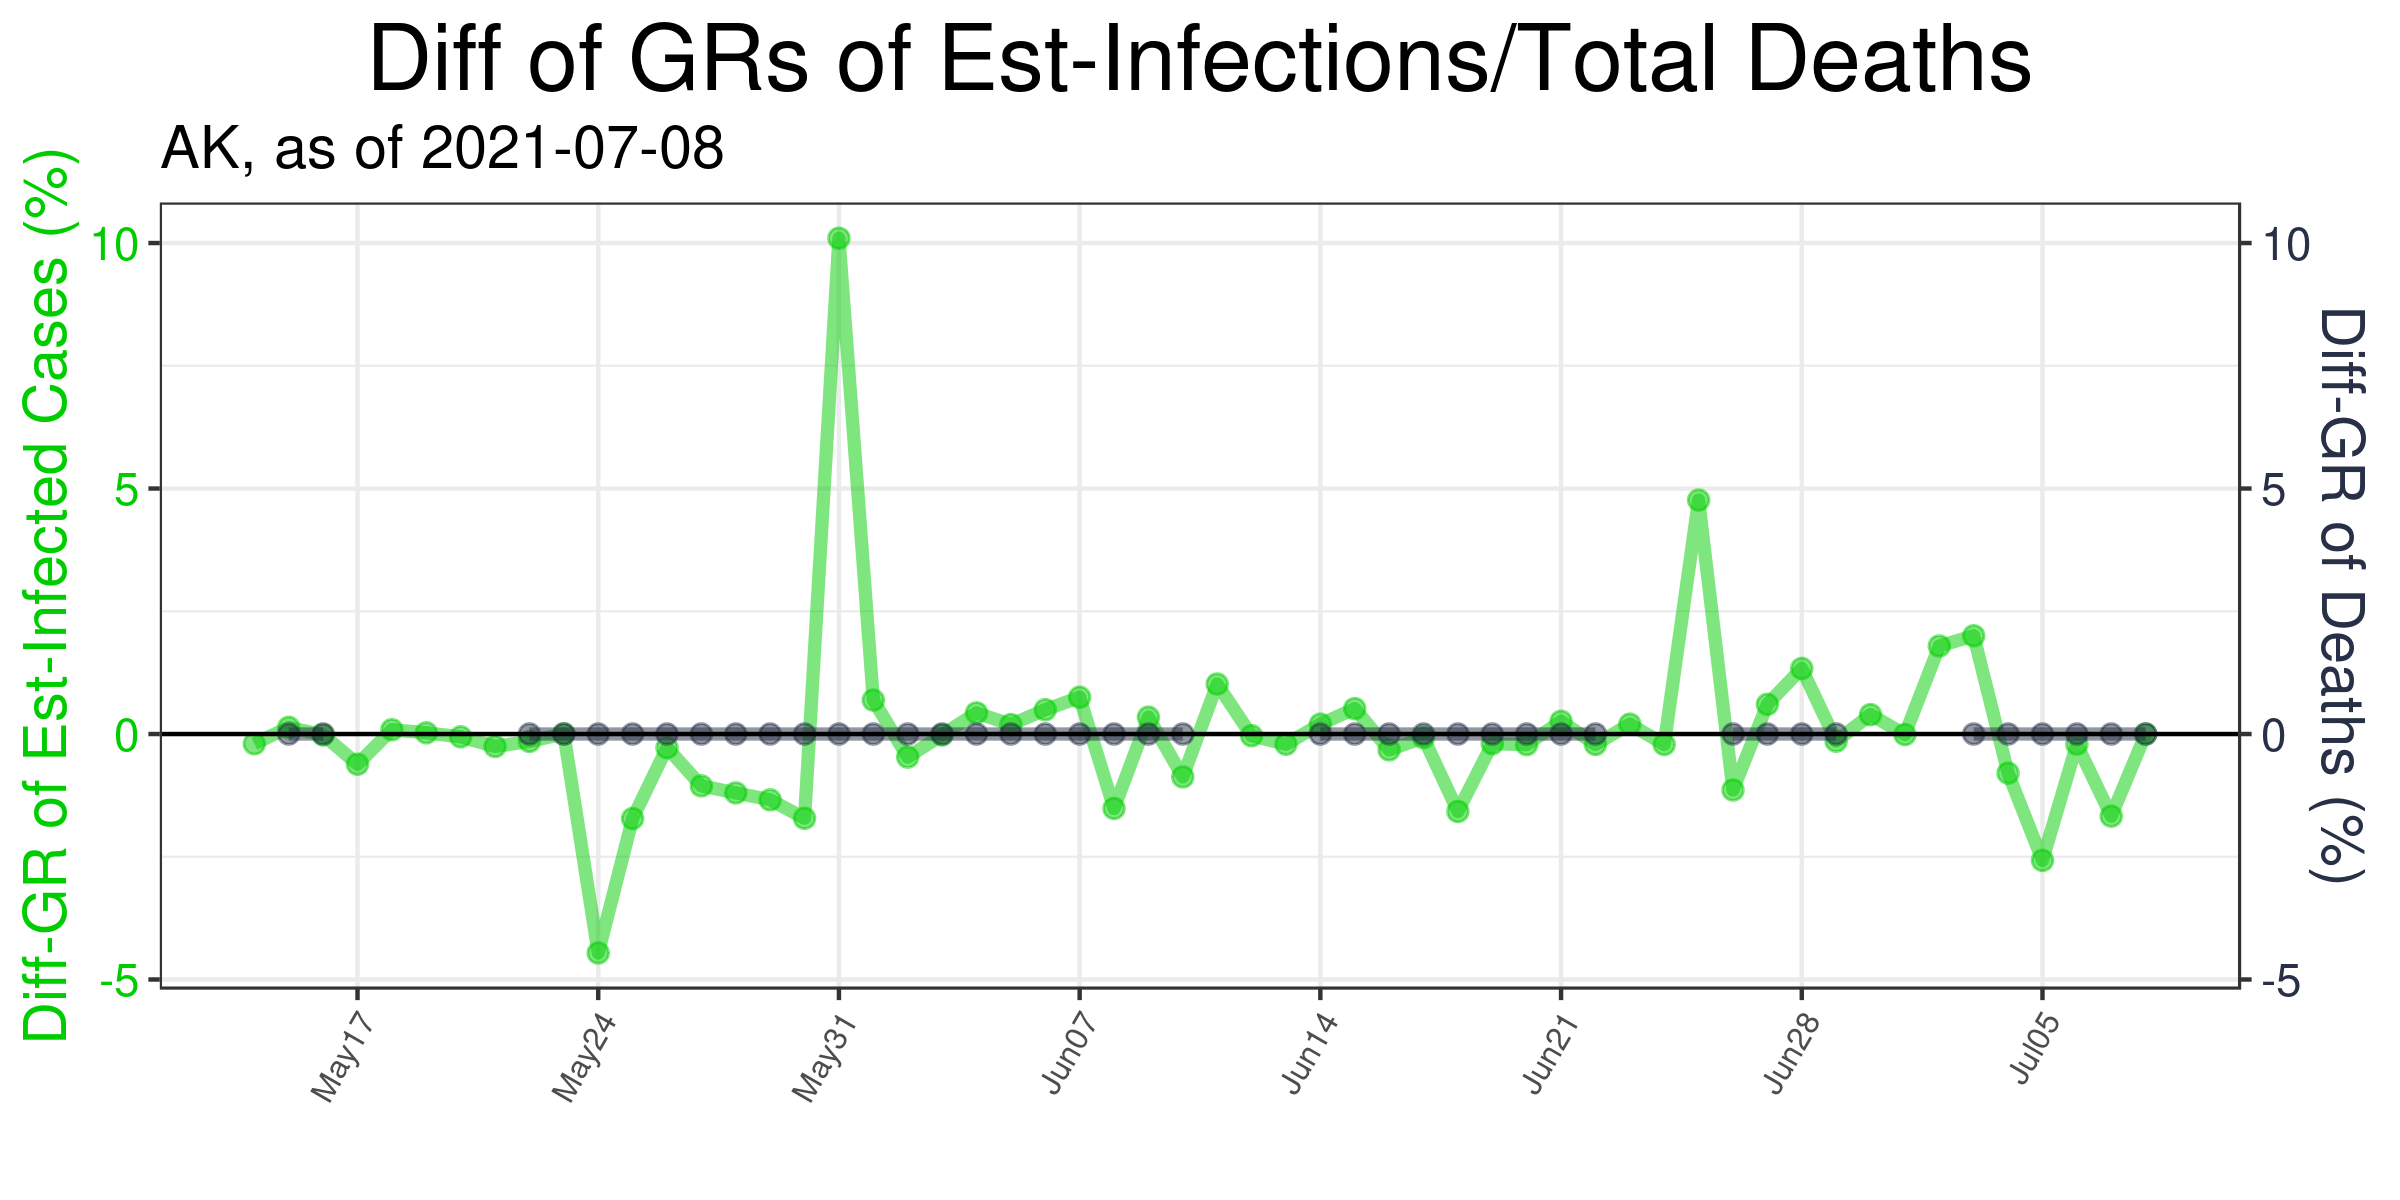 Diff of GRs of Est-Infections/Total Deaths
AK, as of 2021-07-08
Diff-GR of Est-Infected Cases (%)
10
5
0
-5
10
5
0
-5
Diff-GR of Deaths (%)
May17
May24
May31
Jun07
Jun14
Jun21
Jun28
Jul05